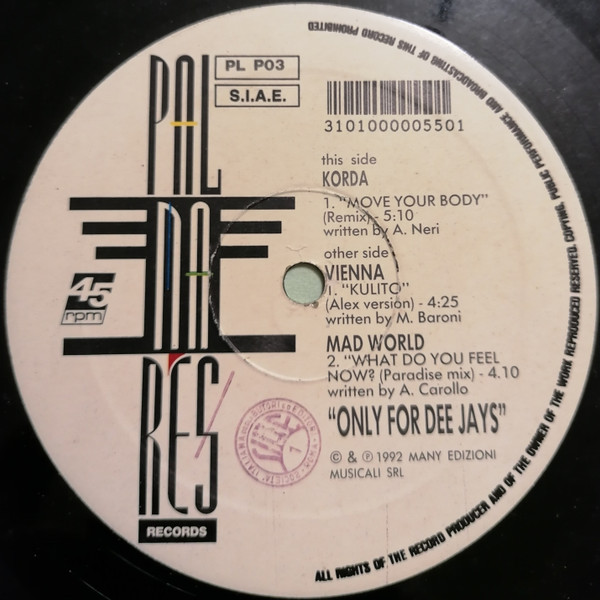 PAL
RA
RES
RECORDS
45
rpm
PL P03
S.I.A.E.
3101000005501
this side
KORDA
1. "MOVE YOUR BODY"
(Remix) - 5:10
written by A. Neri
other side
VIENNA
1. "KULITO"
(Alex version) - 4:25
written by M. Baroni
MAD WORLD
2. "WHAT DO YOU FEEL
NOW? (Paradise mix) - 4.10
written by A. Carollo
"ONLY FOR DEE JAYS"
© & ℗ 1992 MANY EDIZIONI
MUSICALI SRL
ALL RIGHTS OF THE RECORD PRODUCER AND OF THE OWNER OF THE WORK REPRODUCED RESERVED. COPYING, PUBLIC PERFORMANCE AND BROADCASTING OF THIS RECORD PROHIBITED